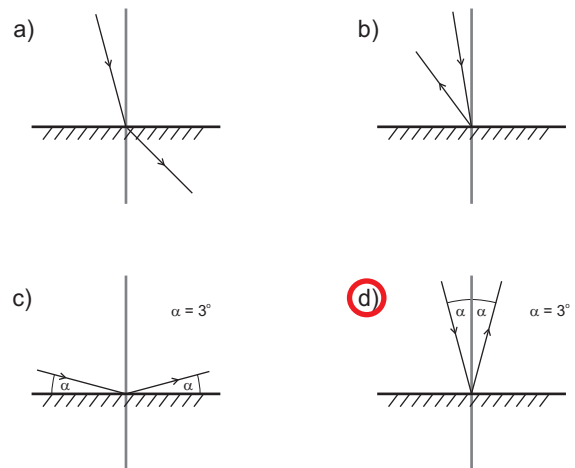 a)
b)
c)
α = 3°
α
α
d)
α = 3°
α α